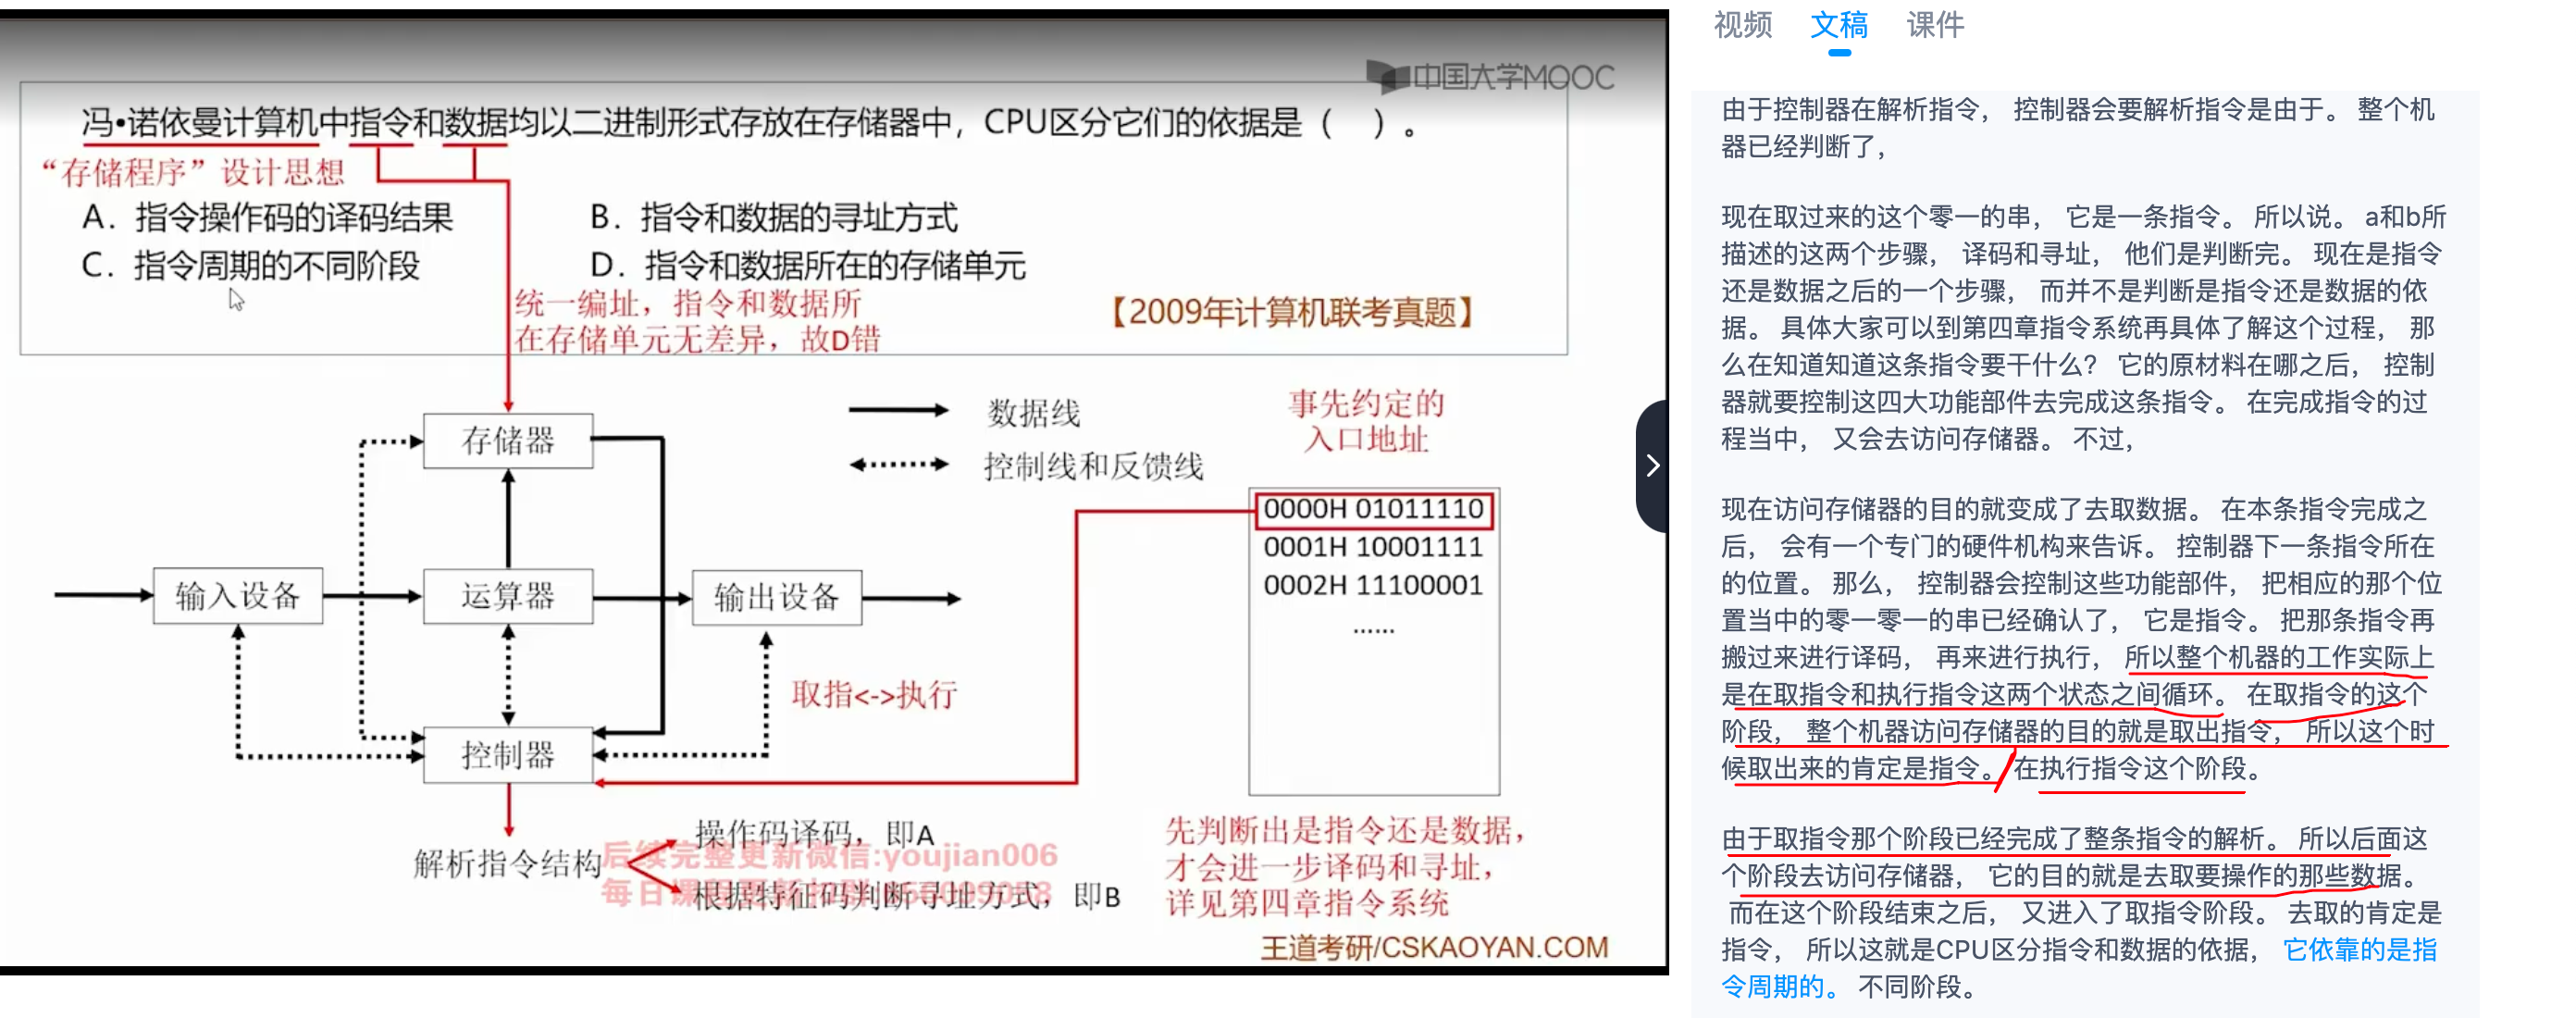 中国大学MOOC
冯•诺依曼计算机中指令和数据均以二进制形式存放在存储器中，CPU区分它们的依据是（　）。
“存储程序”设计思想
A．指令操作码的译码结果
B．指令和数据的寻址方式
C．指令周期的不同阶段
D．指令和数据所在的存储单元
统一编址，指令和数据所
在存储单元无差异，故D错
【2009年计算机联考真题】
数据线
控制线和反馈线
事先约定的
入口地址
存储器
0000H 01011110
0001H 10001111
0002H 11100001
......
输入设备
运算器
输出设备
取指<->执行
控制器
解析指令结构
操作码译码，即A
根据特征码判断寻址方式，即B
后续完整更新微信:youjian006
每日课程更新
先判断出是指令还是数据，
才会进一步译码和寻址，
详见第四章指令系统
王道考研/CSKAOYAN.COM
视频 文稿 课件
由于控制器在解析指令， 控制器会要解析指令是由于。 整个机
器已经判断了，
现在取过来的这个零一的串， 它是一条指令。 所以说。 a和b所
描述的这两个步骤， 译码和寻址， 他们是判断完。 现在是指令
还是数据之后的一个步骤， 而并不是判断是指令还是数据的依
据。 具体大家可以到第四章指令系统再具体了解这个过程， 那
么在知道知道这条指令要干什么? 它的原材料在哪之后， 控制
器就要控制这四大功能部件去完成这条指令。 在完成指令的过
程当中， 又会去访问存储器。 不过，
现在访问存储器的目的就变成了去取数据。 在本条指令完成之
后， 会有一个专门的硬件机构来告诉。 控制器下一条指令所在
的位置。 那么， 控制器会控制这些功能部件， 把相应的那个位
置当中的零一零一的串已经确认了， 它是指令。 把那条指令再
搬过来进行译码， 再来进行执行， 所以整个机器的工作实际上
是在取指令和执行指令这两个状态之间循环。 在取指令的这个
阶段， 整个机器访问存储器的目的就是取出指令， 所以这个时
候取出来的肯定是指令。 在执行指令这个阶段。
由于取指令那个阶段已经完成了整条指令的解析。 所以后面这
个阶段去访问存储器， 它的目的就是去取要操作的那些数据。
而在这个阶段结束之后， 又进入了取指令阶段。 去取的肯定是
指令， 所以这就是CPU区分指令和数据的依据， 它依靠的是指
令周期的。 不同阶段。